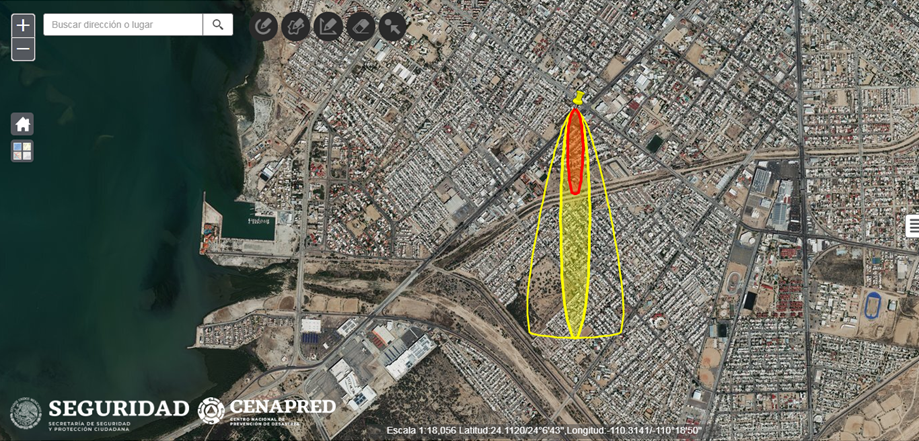 +
Buscar dirección o lugar
−
SEGURIDAD
SECRETARÍA DE SEGURIDAD
Y PROTECCIÓN CIUDADANA
CENAPRED
CENTRO NACIONAL DE
PREVENCIÓN DE DESASTRES
Escala 1:18,056 Latitud:24.1120/24°6'43",Longitud:-110.3141/-110°18'50"